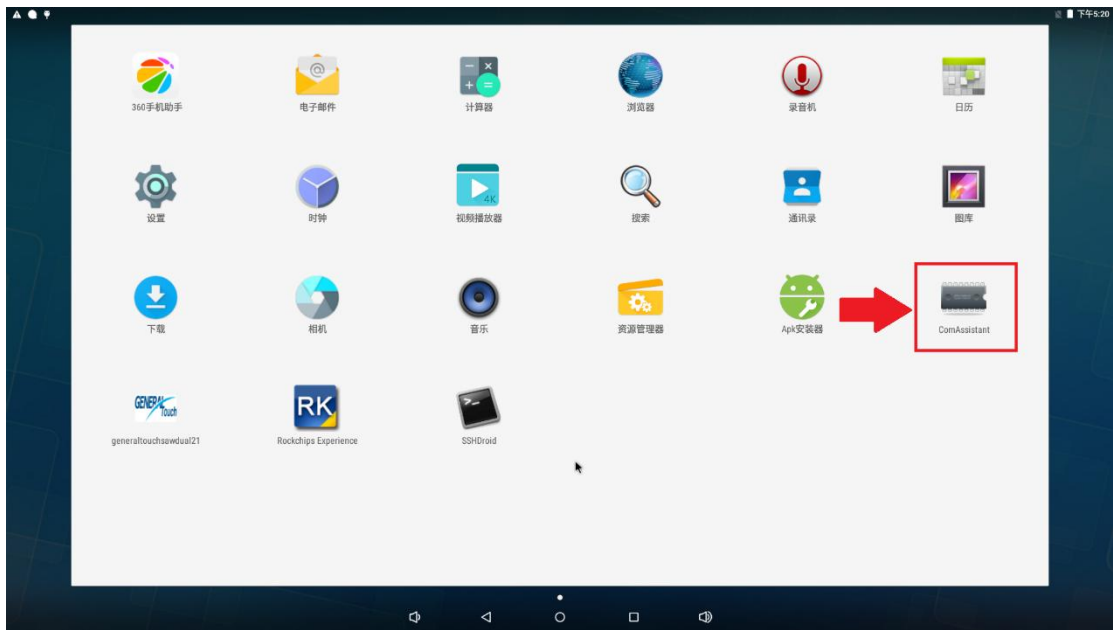 下午5:20
360手机助手
电子邮件
计算器
浏览器
录音机
日历
设置
时钟
4K
视频播放器
搜索
通讯录
图库
下载
相机
音乐
资源管理器
Apk安装器
ComAssistant
GENERAL Touch
generaltouchsawdual21
RK
Rockchips Experience
SSHDroid